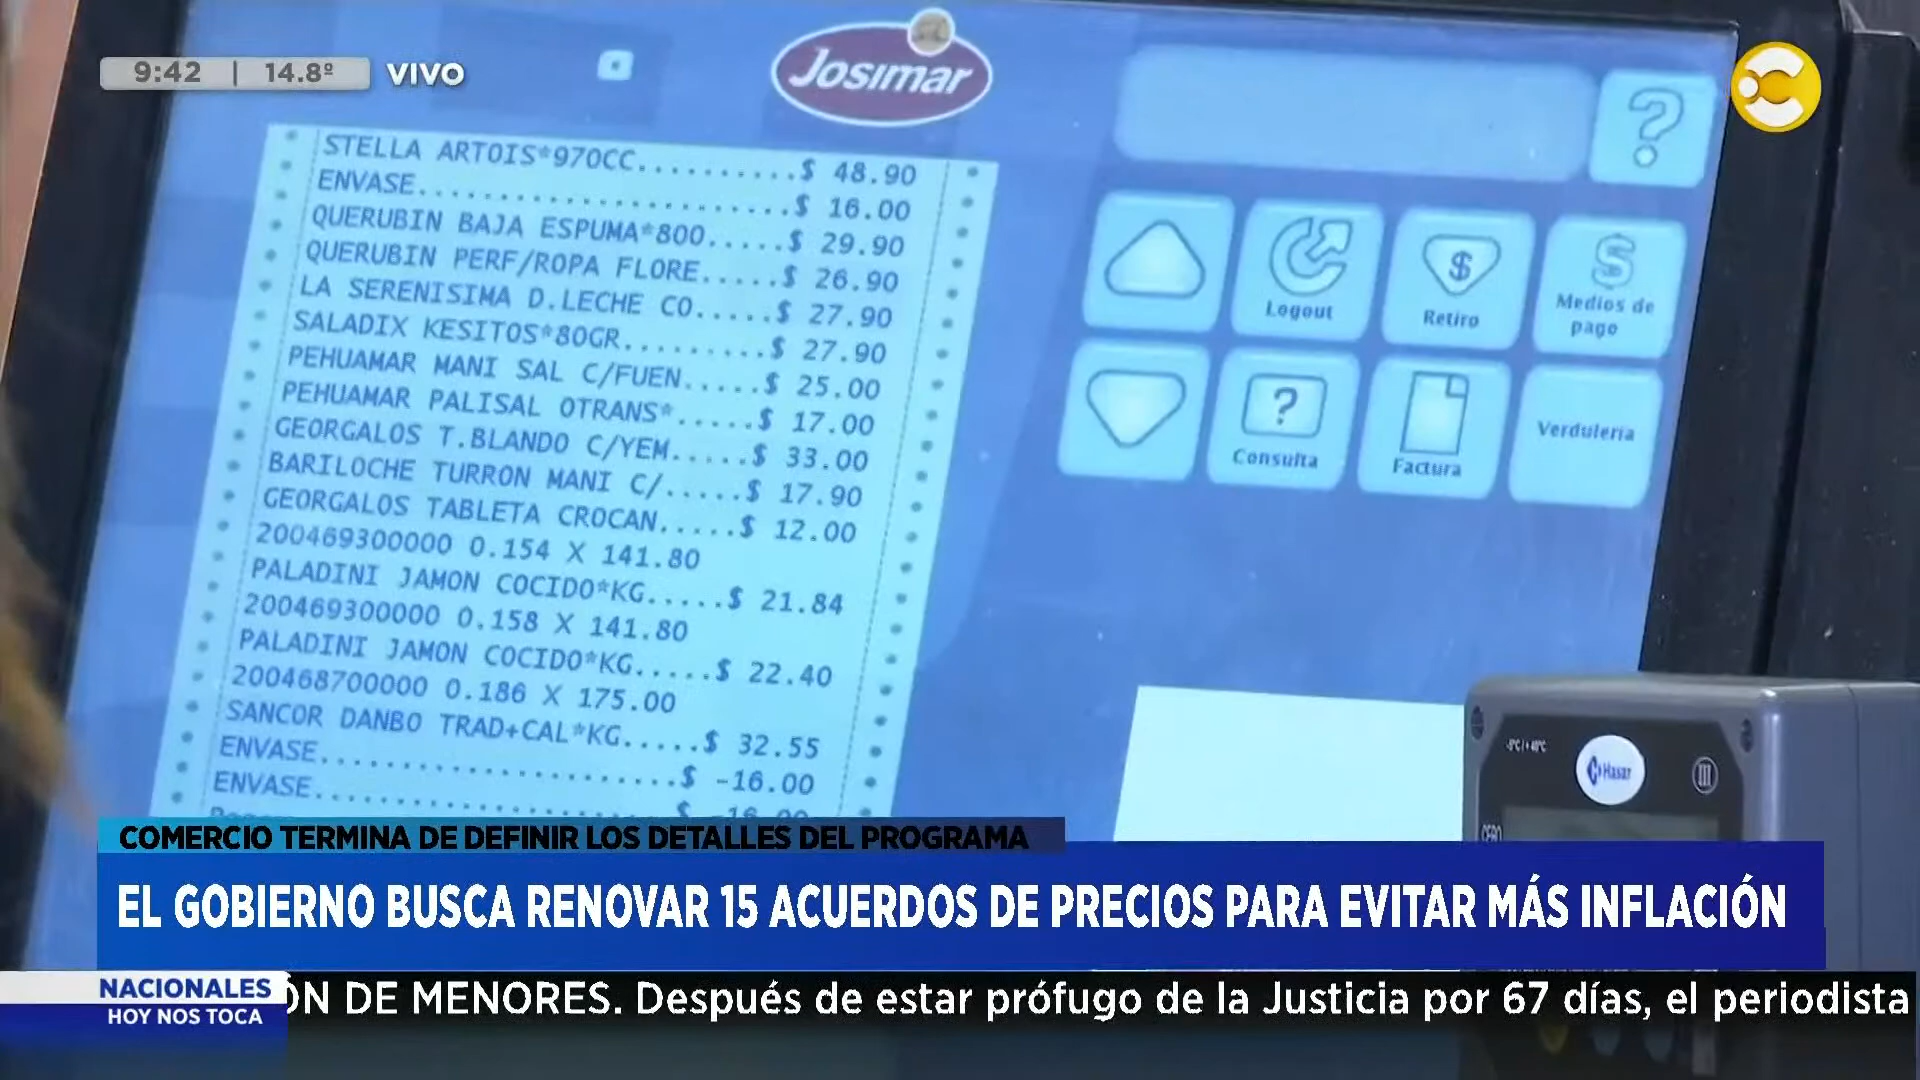 9:42 | 14.8º VIVO
Josimar
STELLA ARTOIS*970CC..........$ 48.90
ENVASE.......................$ 16.00
QUERUBIN BAJA ESPUMA*800.....$ 29.90
QUERUBIN PERF/ROPA FLORE.....$ 26.90
LA SERENISIMA D.LECHE CO.....$ 27.90
SALADIX KESITOS*80GR.........$ 27.90
PEHUAMAR MANI SAL C/FUEN.....$ 25.00
PEHUAMAR PALISAL OTRANS*.....$ 17.00
GEORGALOS T.BLANDO C/YEM.....$ 33.00
BARILOCHE TURRON MANI C/.....$ 17.90
GEORGALOS TABLETA CROCAN.....$ 12.00
200469300000 0.154 X 141.80
PALADINI JAMON COCIDO*KG.....$ 21.84
200469300000 0.158 X 141.80
PALADINI JAMON COCIDO*KG.....$ 22.40
200468700000 0.186 X 175.00
SANCOR DANBO TRAD+CAL*KG.....$ 32.55
ENVASE.......................$ -16.00
ENVASE.......................$ -16.00
?
Logout
$
Retiro
$
Medios de
pago
?
Consulta
Factura
Verduleria
-5°C/+40°C
Hasar
III
CERO
COMERCIO TERMINA DE DEFINIR LOS DETALLES DEL PROGRAMA
EL GOBIERNO BUSCA RENOVAR 15 ACUERDOS DE PRECIOS PARA EVITAR MÁS INFLACIÓN
NACIONALES
HOY NOS TOCA
ÓN DE MENORES. Después de estar prófugo de la Justicia por 67 días, el periodista